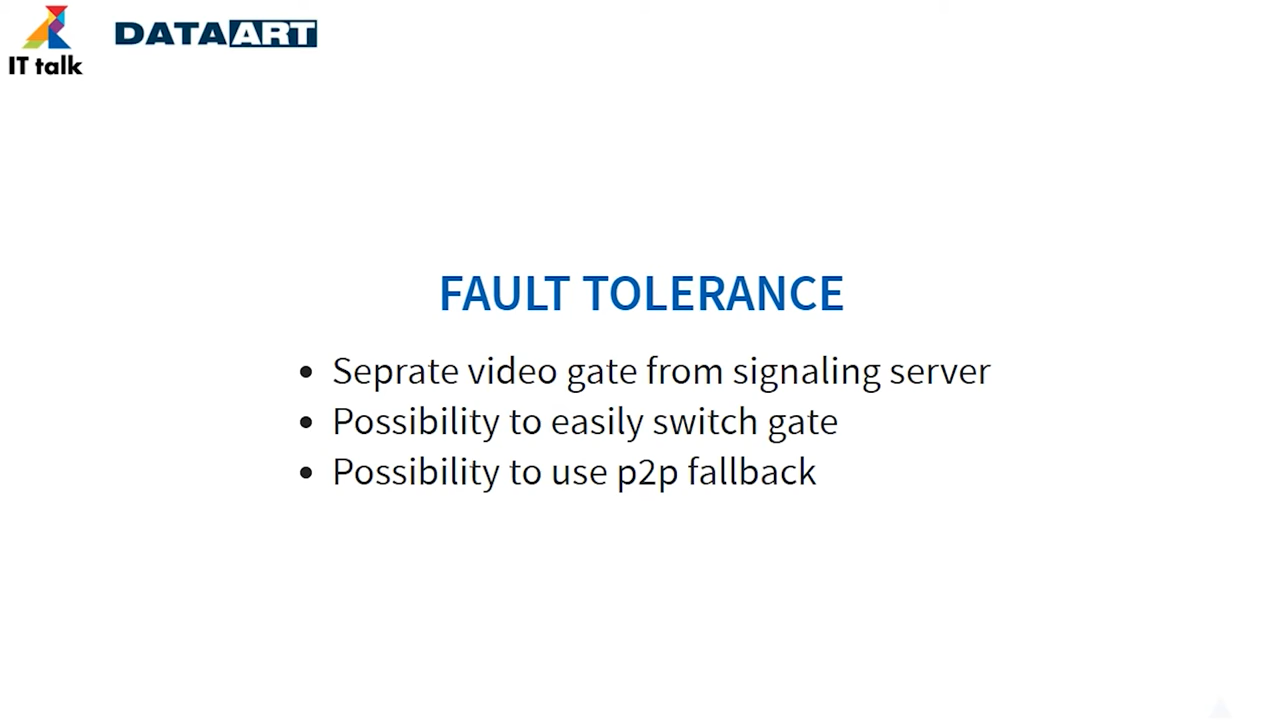 IT talk
DATAART
FAULT TOLERANCE
• Seprate video gate from signaling server
• Possibility to easily switch gate
• Possibility to use p2p fallback